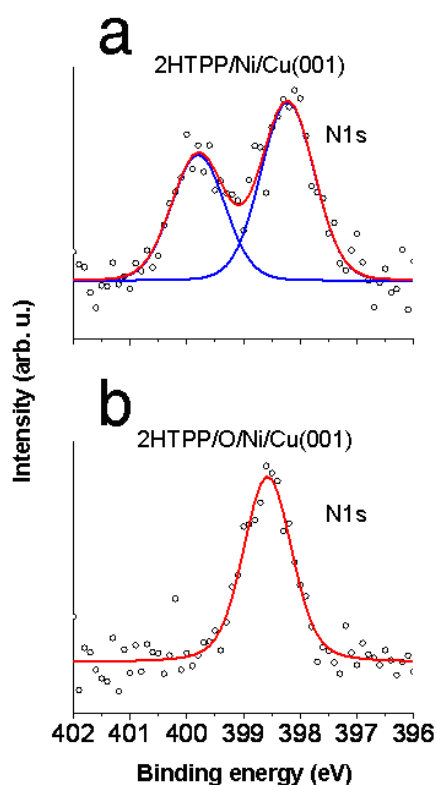 a
2HTPP/Ni/Cu(001)
N1s
b
2HTPP/O/Ni/Cu(001)
N1s
Intensity (arb. u.)
402 401 400 399 398 397 396
Binding energy (eV)